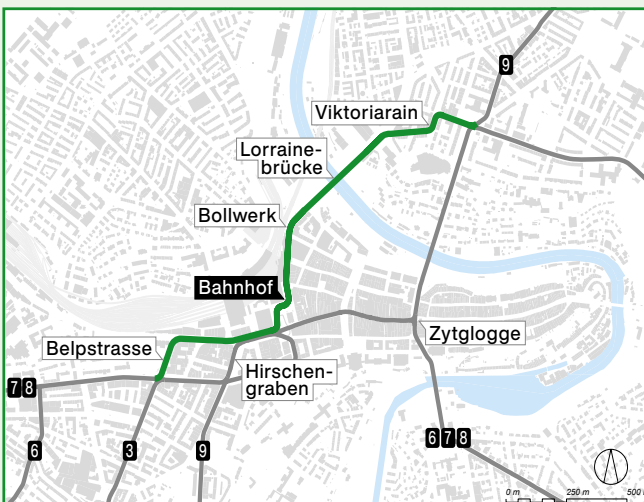 9
Viktoriarain
Lorraine-
brücke
Bollwerk
Bahnhof
Zytglogge
Belpstrasse
Hirschen-
graben
7 8
6
3
9
6 7 8
0 m 250 m 500